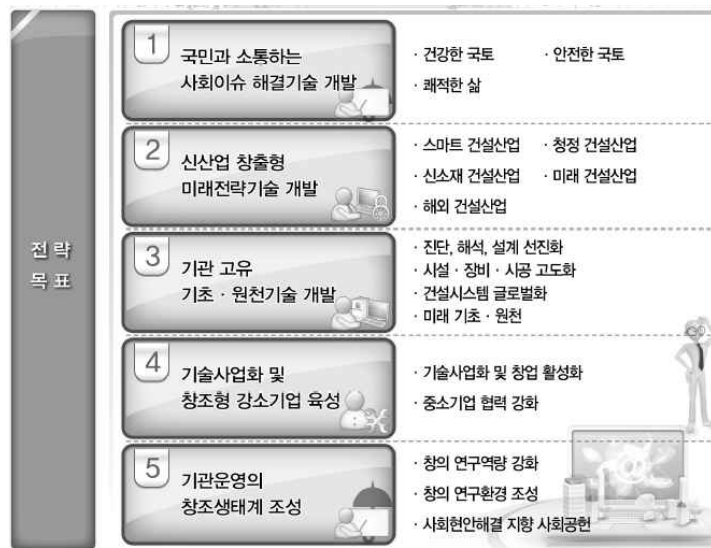 전 략
목 표
1
국민과 소통하는
사회이슈 해결기술 개발
· 건강한 국토 · 안전한 국토
· 쾌적한 삶
2
신산업 창출형
미래전략기술 개발
· 스마트 건설산업 · 청정 건설산업
· 신소재 건설산업 · 미래 건설산업
· 해외 건설산업
3
기관 고유
기초 · 원천기술 개발
· 진단, 해석, 설계 선진화
· 시설 · 장비 · 시공 고도화
· 건설시스템 글로벌화
· 미래 기초 · 원천
4
기술사업화 및
창조형 강소기업 육성
· 기술사업화 및 창업 활성화
· 중소기업 협력 강화
5
기관운영의
창조생태계 조성
· 창의 연구역량 강화
· 창의 연구환경 조성
· 사회현안해결 지향 사회공헌